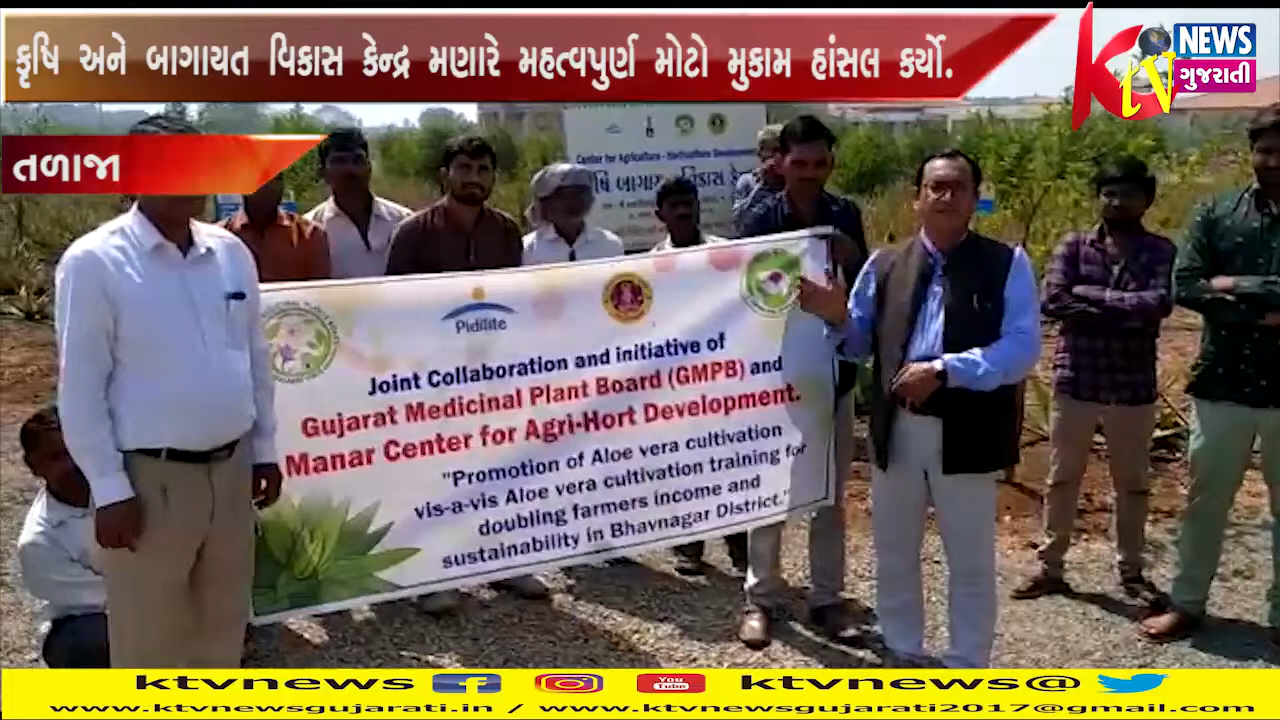 કૃષિ અને બાગાયત વિકાસ કેન્દ્ર મણારે મહત્વપુર્ણ મોટો મુકામ હાંસલ કર્યો.
Ktv NEWS
ગુજરાતી
તળાજા
Center for Agriculture - Horticulture Development
Pidilite
Joint Collaboration and initiative of
Gujarat Medicinal Plant Board (GMPB) and
Manar Center for Agri-Hort Development.
"Promotion of Aloe vera cultivation
vis-a-vis Aloe vera cultivation training for
doubling farmers income and
sustainability in Bhavnagar District."
ktvnews You Tube ktvnews@
www.ktvnewsgujarati.in / www.ktvnewsgujarati2017@gmail.com